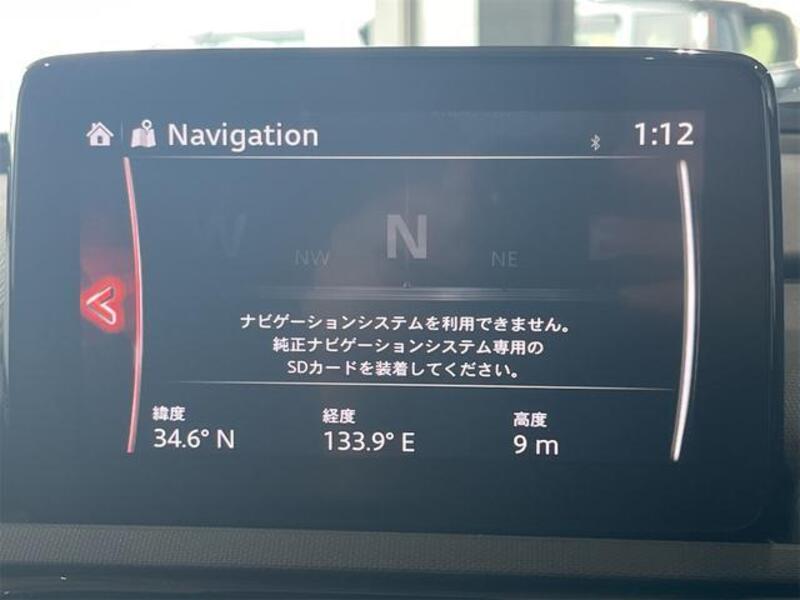 Navigation
1:12
W
N
E
NW
NE
ナビゲーションシステムを利用できません。
純正ナビゲーションシステム専用の
SDカードを装着してください。
緯度
経度
高度
34.6° N
133.9° E
9 m